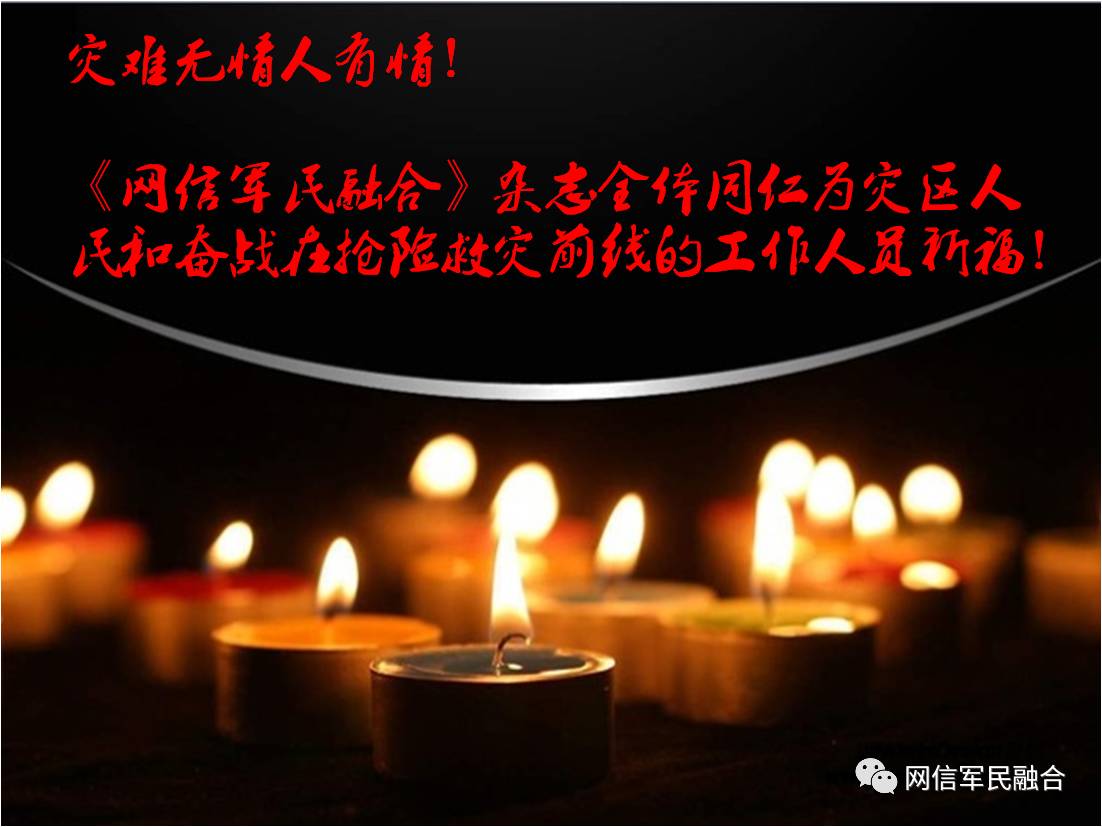 灾难无情人有情！
《网信军民融合》杂志全体同仁为灾区人
民和奋战在抢险救灾前线的工作人员祈福！
网信军民融合